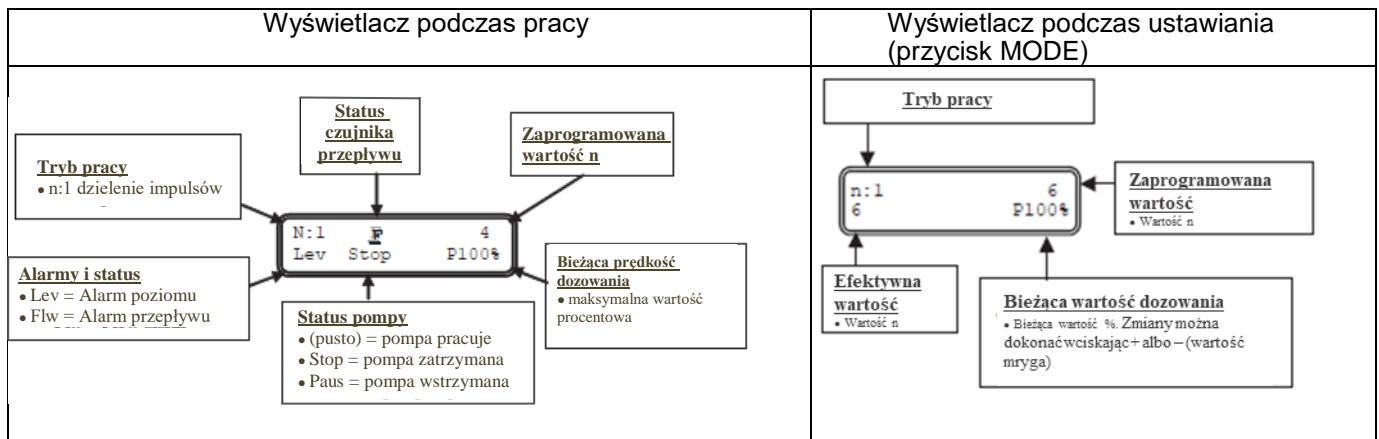 Wyświetlacz podczas pracy
Wyświetlacz podczas ustawiania
(przycisk MODE)
Tryb pracy
• n:1 dzielenie impulsów
Status
czujnika
przepływu
Zaprogramowana
wartość n
N:1 F 4
Lev Stop P100%
Alarmy i status
• Lev = Alarm poziomu
• Flw = Alarm przepływu
Status pompy
• (pusto) = pompa pracuje
• Stop = pompa zatrzymana
• Paus = pompa wstrzymana
Bieżąca prędkość
dozowania
• maksymalna wartość
procentowa
Tryb pracy
n:1 6
6 P100%
Zaprogramowana
wartość
• Wartość n
Efektywna
wartość
• Wartość n
Bieżąca wartość dozowania
• Bieżąca wartość %. Zmiany można
dokonać wciskając + albo – (wartość
mryga)